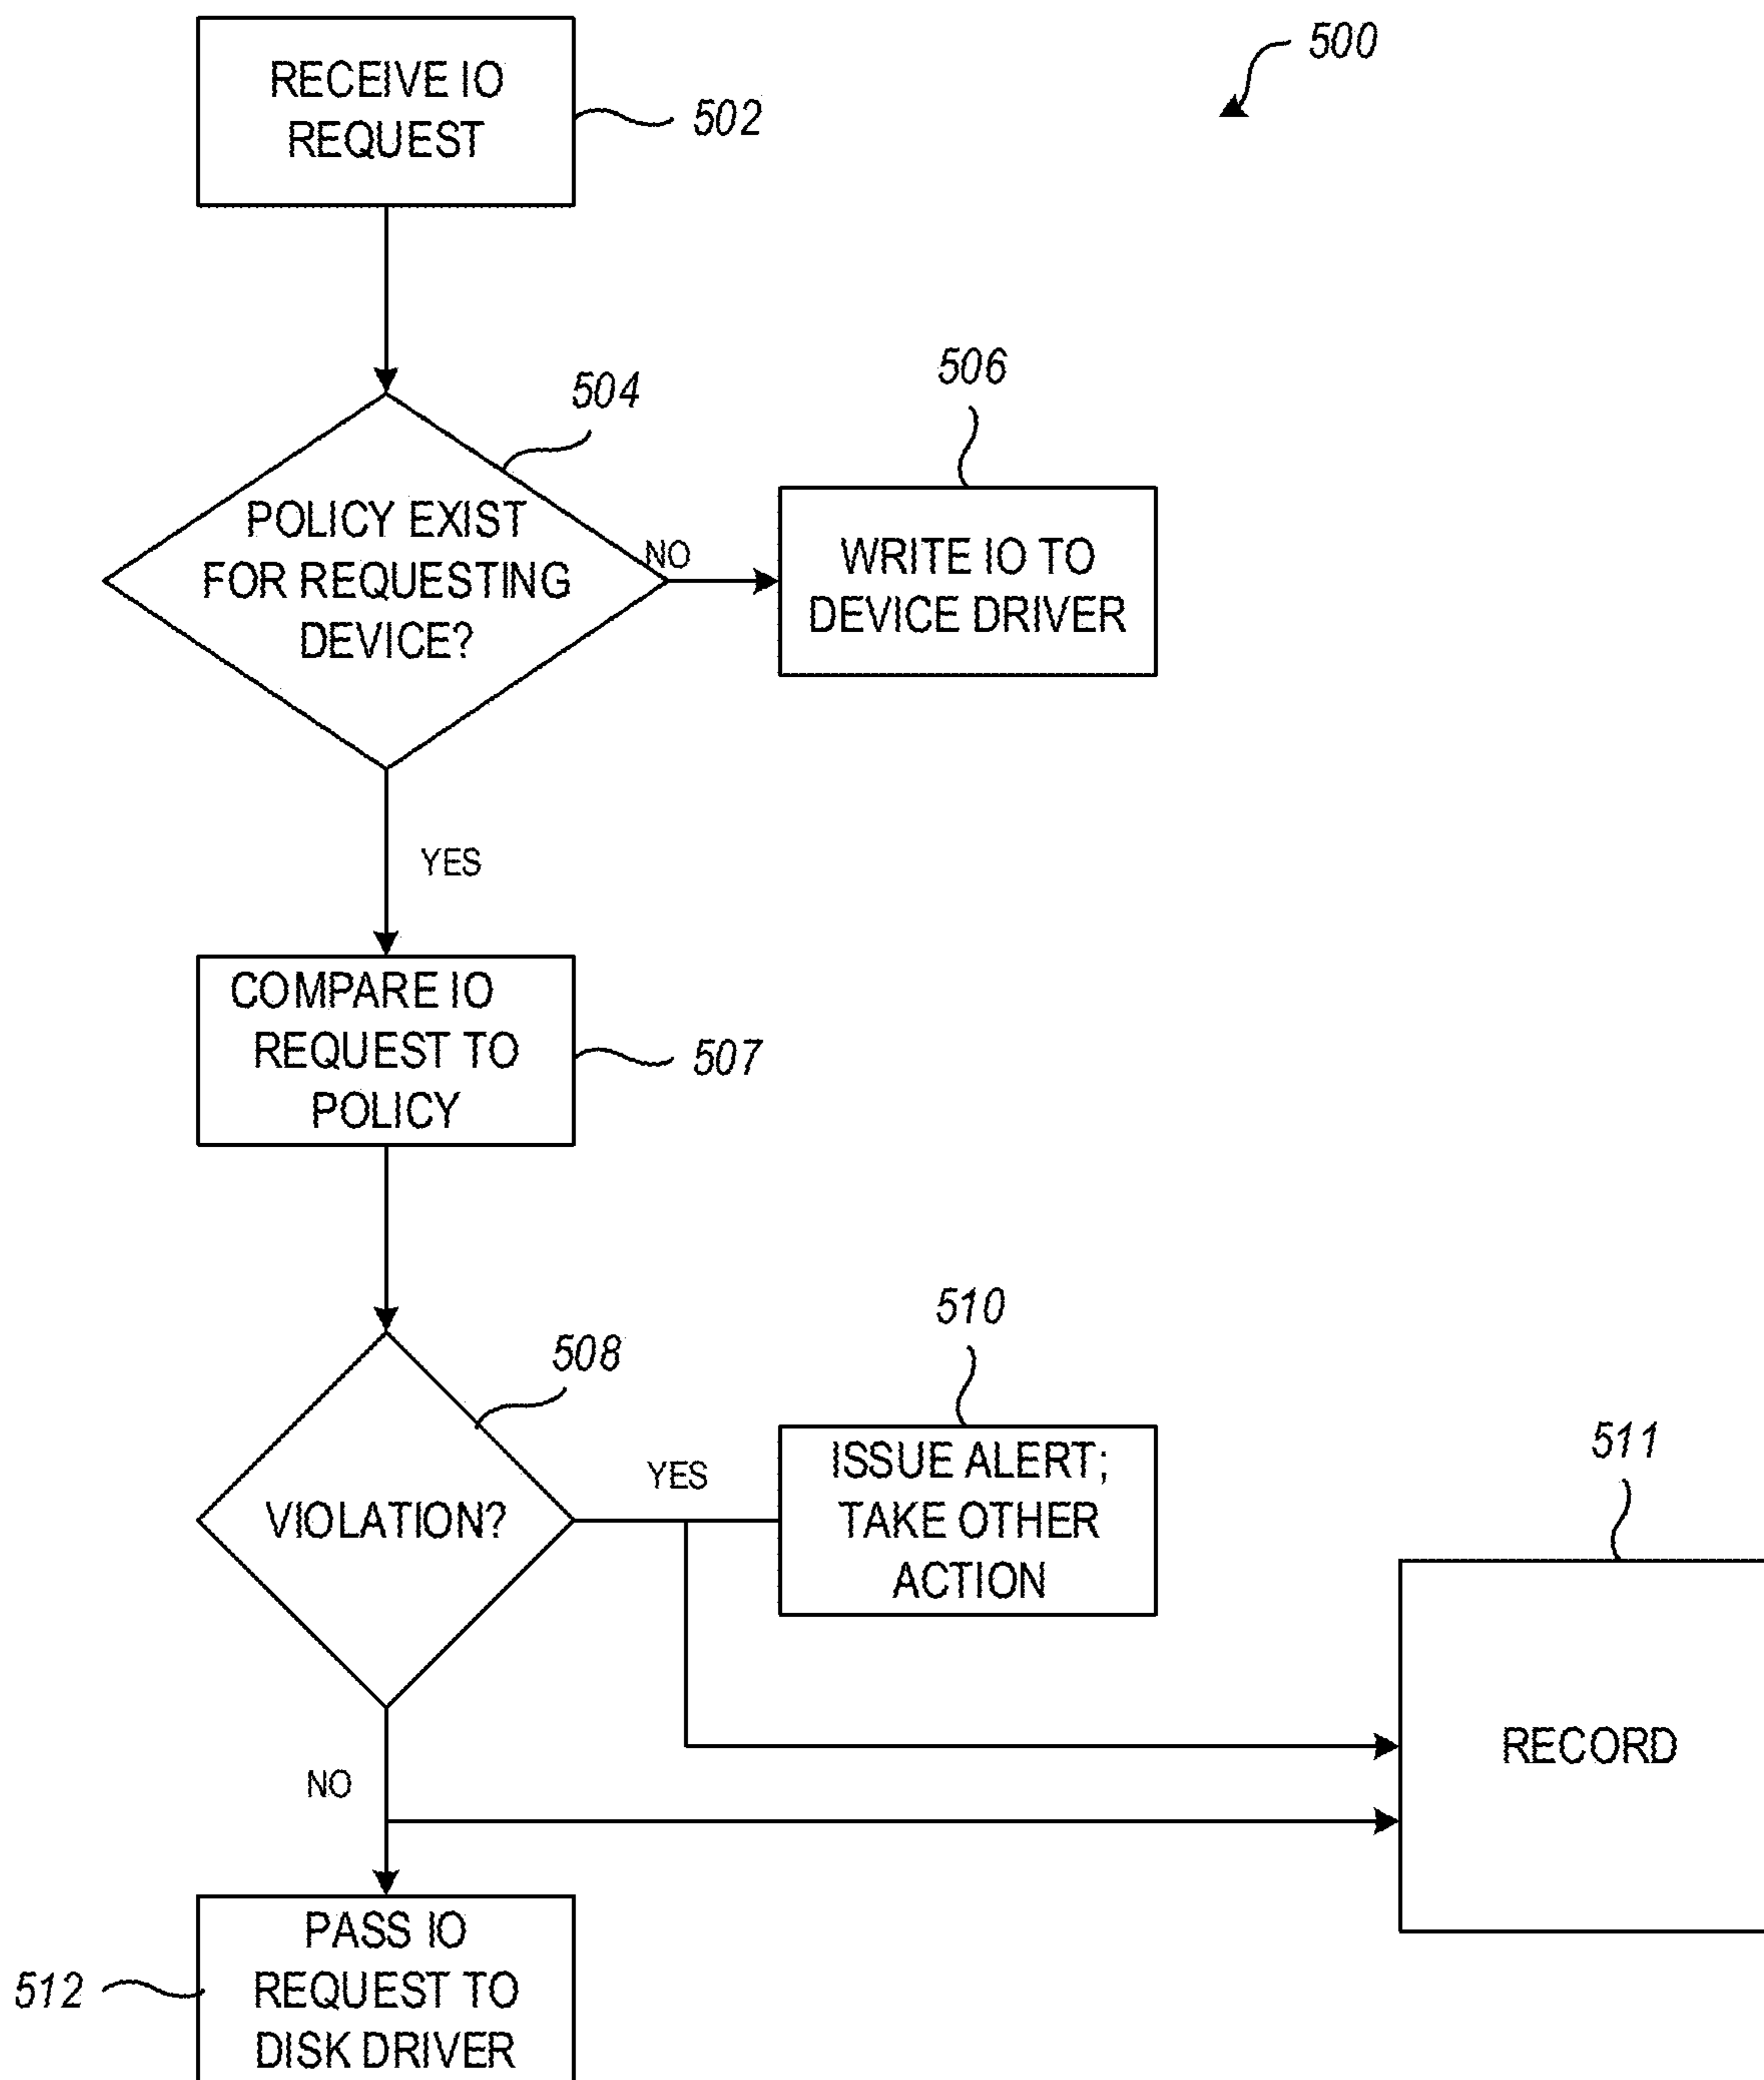 500
RECEIVE IO
REQUEST
502
504
POLICY EXIST
FOR REQUESTING
DEVICE?
NO
506
WRITE IO TO
DEVICE DRIVER
YES
COMPARE IO
REQUEST TO
POLICY
507
508
VIOLATION?
YES
510
ISSUE ALERT;
TAKE OTHER
ACTION
511
RECORD
NO
512
PASS IO
REQUEST TO
DISK DRIVER